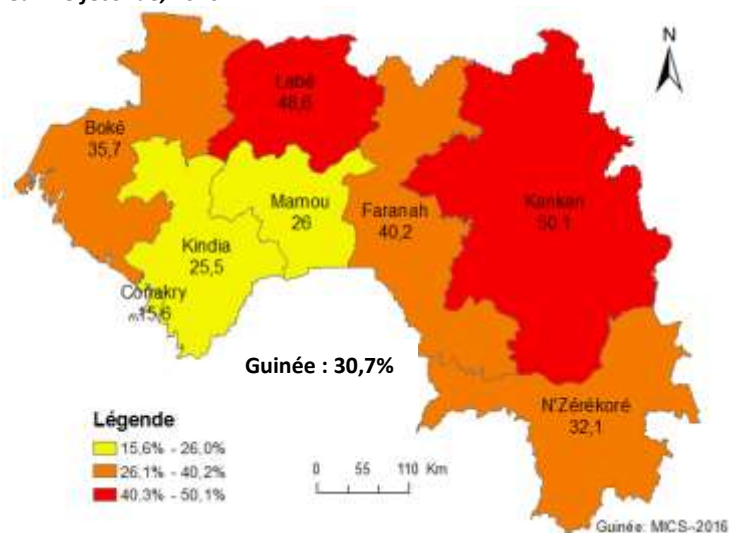 N
Labé
48,6
Boké
35,7
Mamou
26
Faranah
40,2
Kankan
50,1
Kindia
25,5
Conakry
15,6
Guinée : 30,7%
N'Zérékoré
32,1
Légende
15,6% - 26,0%
26,1% - 40,2%
40,3% - 50,1%
0 55 110 Km
Guinée: MICS-2016